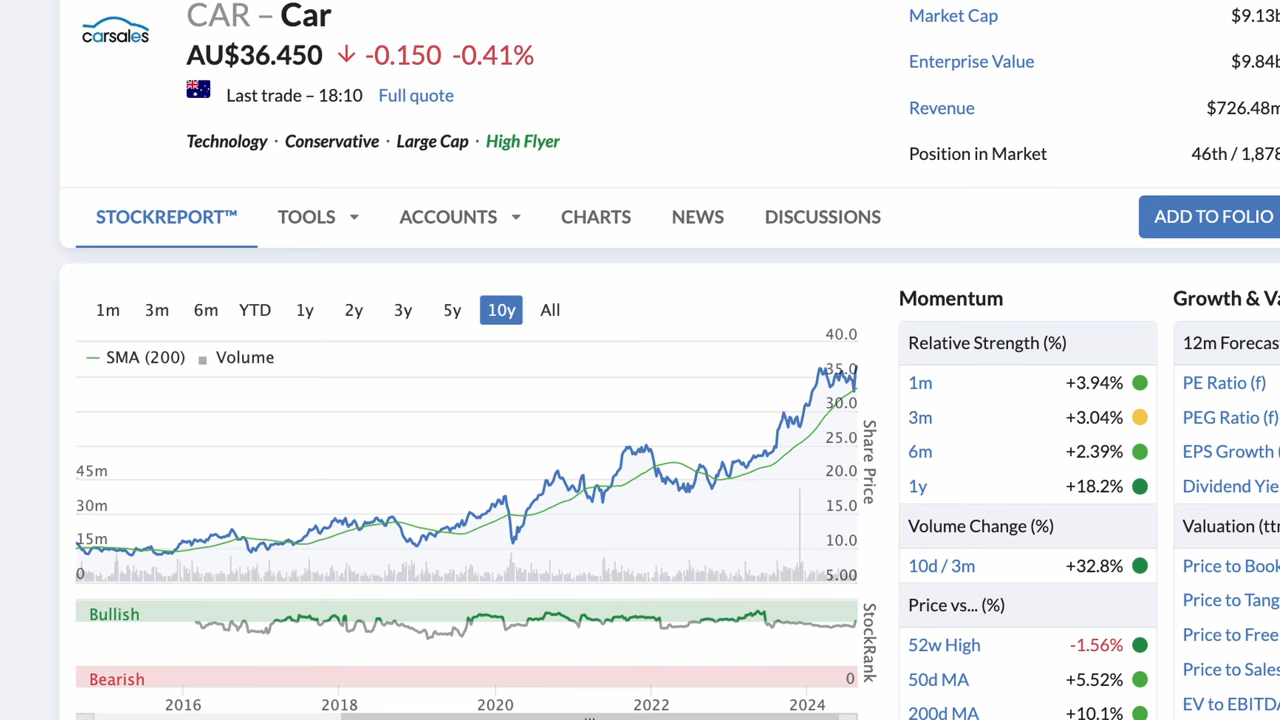 carsales
CAR – Car
AU$36.450 ↓ -0.150 -0.41%
Last trade – 18:10 Full quote
Technology · Conservative · Large Cap · High Flyer
Market Cap $9.13b
Enterprise Value $9.84b
Revenue $726.48m
Position in Market 46th / 1,878
STOCKREPORT™ TOOLS ACCOUNTS CHARTS NEWS DISCUSSIONS ADD TO FOLIO
1m 3m 6m YTD 1y 2y 3y 5y 10y All
SMA (200) Volume
40.0
35.0
30.0
25.0
20.0
15.0
10.0
5.00
Share Price
45m
30m
15m
0
Bullish
Bearish
0
StockRank
2016 2018 2020 2022 2024
Momentum
Relative Strength (%)
1m +3.94%
3m +3.04%
6m +2.39%
1y +18.2%
Volume Change (%)
10d / 3m +32.8%
Price vs... (%)
52w High -1.56%
50d MA +5.52%
200d MA +10.1%
Growth & Va
12m Forecas
PE Ratio (f)
PEG Ratio (f)
EPS Growth (
Dividend Yie
Valuation (ttm
Price to Book
Price to Tang
Price to Free
Price to Sales
EV to EBITDA